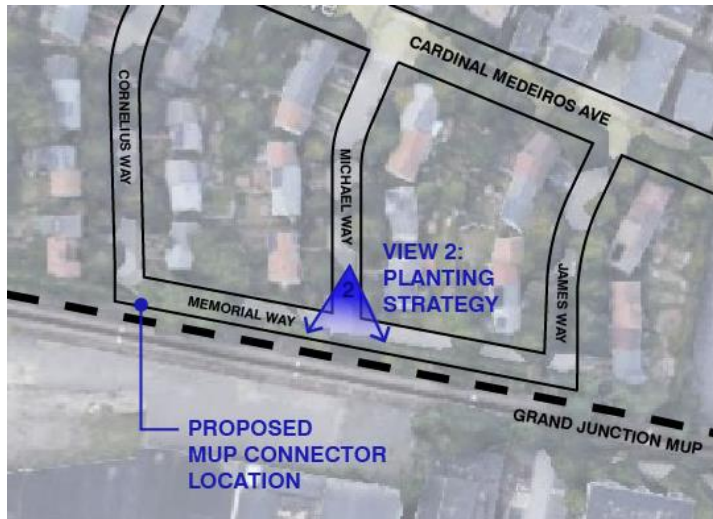 CARDINAL MEDEIROS AVE
CORNELIUS WAY
MICHAEL WAY
JAMES WAY
VIEW 2:
PLANTING
STRATEGY
2
MEMORIAL WAY
GRAND JUNCTION MUP
PROPOSED
MUP CONNECTOR
LOCATION